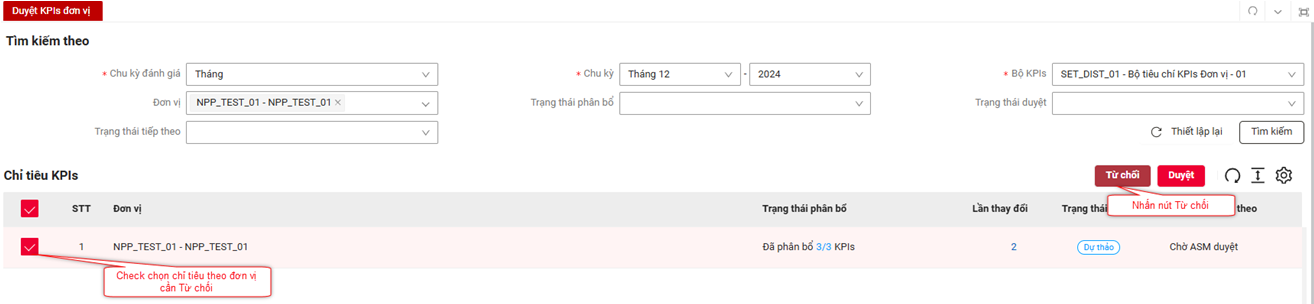 Duyệt KPIs đơn vị
Tìm kiếm theo
* Chu kỳ đánh giá Tháng * Chu kỳ Tháng 12 - 2024 * Bộ KPIs SET_DIST_01 - Bộ tiêu chí KPIs Đơn vị - 01
Đơn vị NPP_TEST_01 - NPP_TEST_01 × Trạng thái phân bổ Trạng thái duyệt
Trạng thái tiếp theo Thiết lập lại Tìm kiếm
Chỉ tiêu KPIs Từ chối Duyệt
Nhấn nút Từ chối
STT Đơn vị Trạng thái phân bổ Lần thay đổi Trạng thái theo
1 NPP_TEST_01 - NPP_TEST_01 Đã phân bổ 3/3 KPIs 2 Dự thảo Chờ ASM duyệt
Check chọn chỉ tiêu theo đơn vị
cần Từ chối